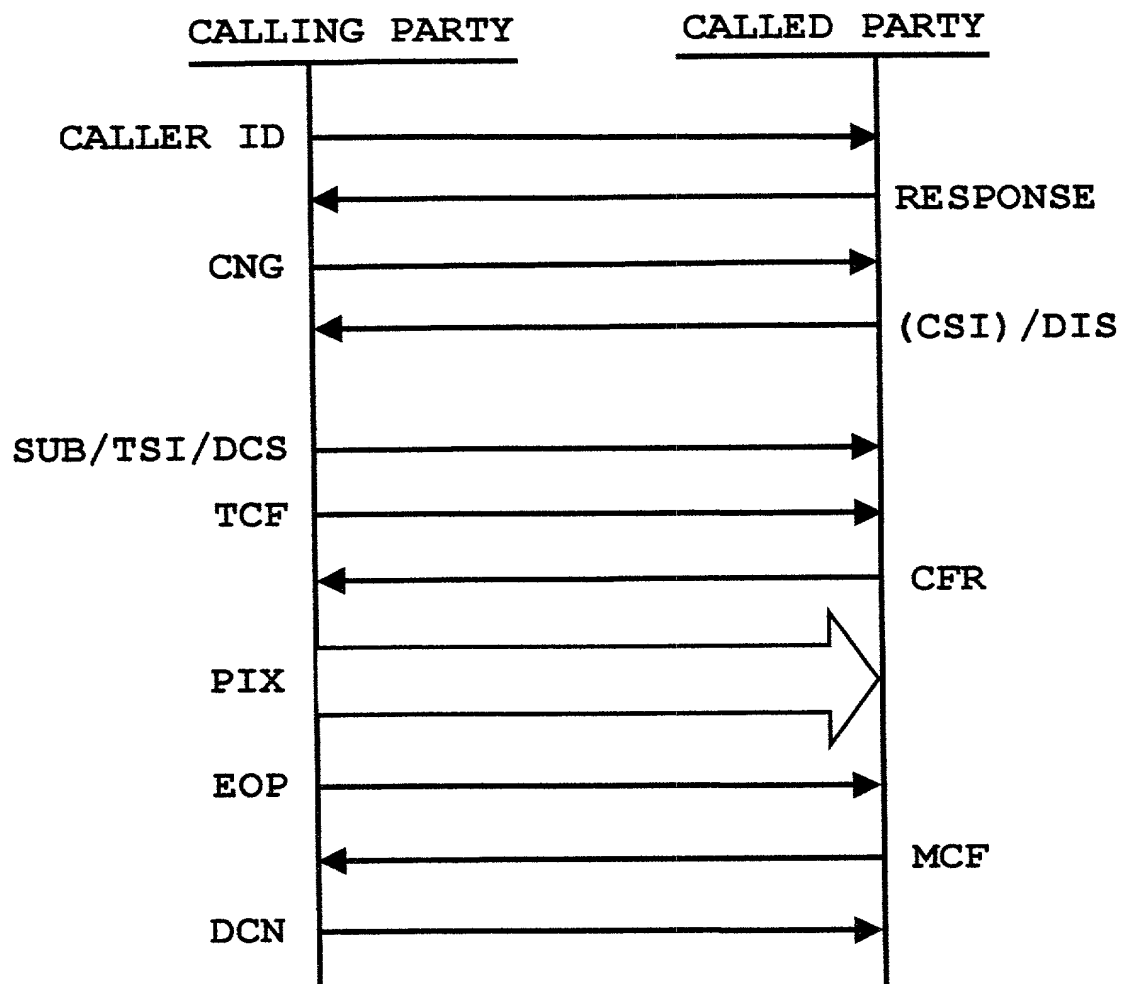 CALLING PARTY
CALLED PARTY
CALLER ID
RESPONSE
CNG
(CSI)/DIS
SUB/TSI/DCS
TCF
CFR
PIX
EOP
MCF
DCN